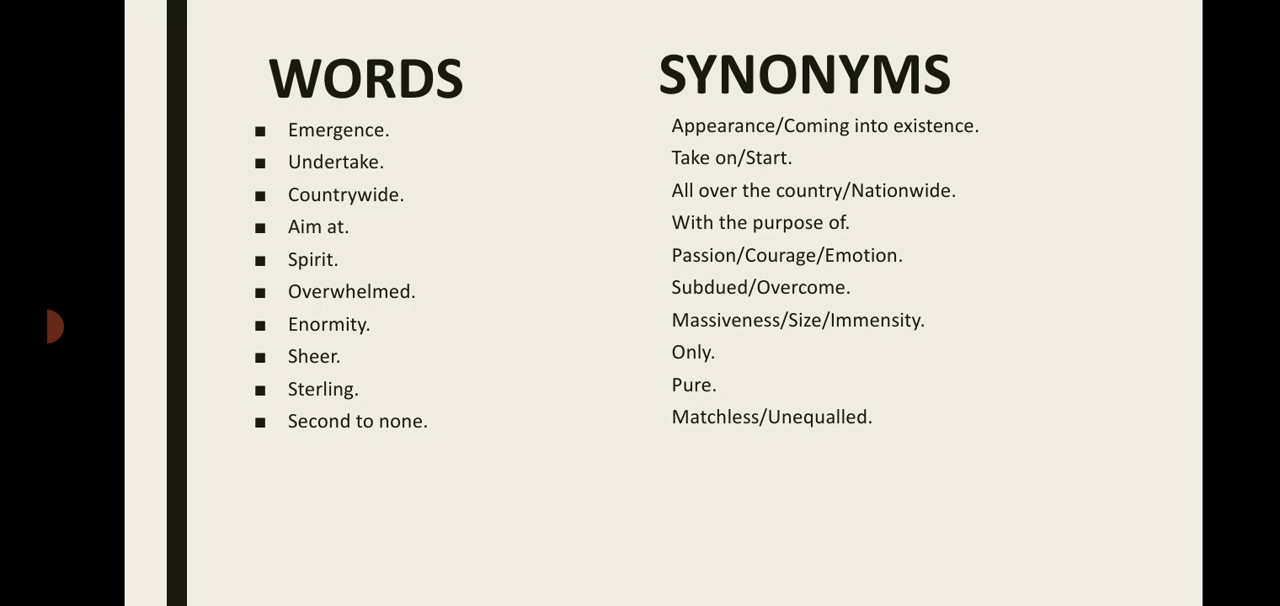 WORDS
SYNONYMS
■ Emergence.
Appearance/Coming into existence.
■ Undertake.
Take on/Start.
■ Countrywide.
All over the country/Nationwide.
■ Aim at.
With the purpose of.
■ Spirit.
Passion/Courage/Emotion.
■ Overwhelmed.
Subdued/Overcome.
■ Enormity.
Massiveness/Size/Immensity.
■ Sheer.
Only.
■ Sterling.
Pure.
■ Second to none.
Matchless/Unequalled.